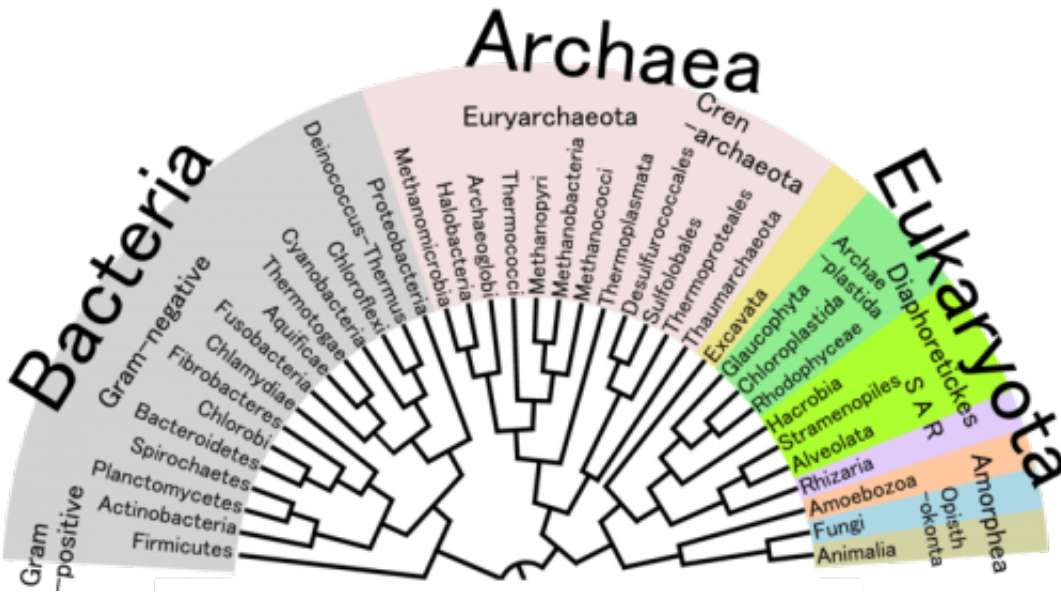 Bacteria
Archaea
Eukaryota
Gram
-positive
Gram-negative
Euryarchaeota
Cren
-archaeota
Firmicutes
Actinobacteria
Planctomycetes
Spirochaetes
Bacteroidetes
Chlorobi
Fibrobacteres
Chlamydiae
Fusobacteria
Aquificae
Thermotogae
Cyanobacteria
Chloroflexi
Deinococcus-Thermus
Proteobacteria
Methanomicrobia
Halobacteria
Archaeoglobi
Thermococci
Methanopyri
Methanobacteria
Methanococci
Thermoplasmata
Desulfurococcales
Sulfolobales
Thermoproteales
Thaumarchaeota
Excavata
Archae
-plastida
Diaphoretickes
Glaucophyta
Chloroplastida
Rhodophyceae
Hacrobia
Stramenopiles
Alveolata
S A R
Rhizaria
Amoebozoa
Amorphea
Fungi
Opisth
-okonta
Animalia